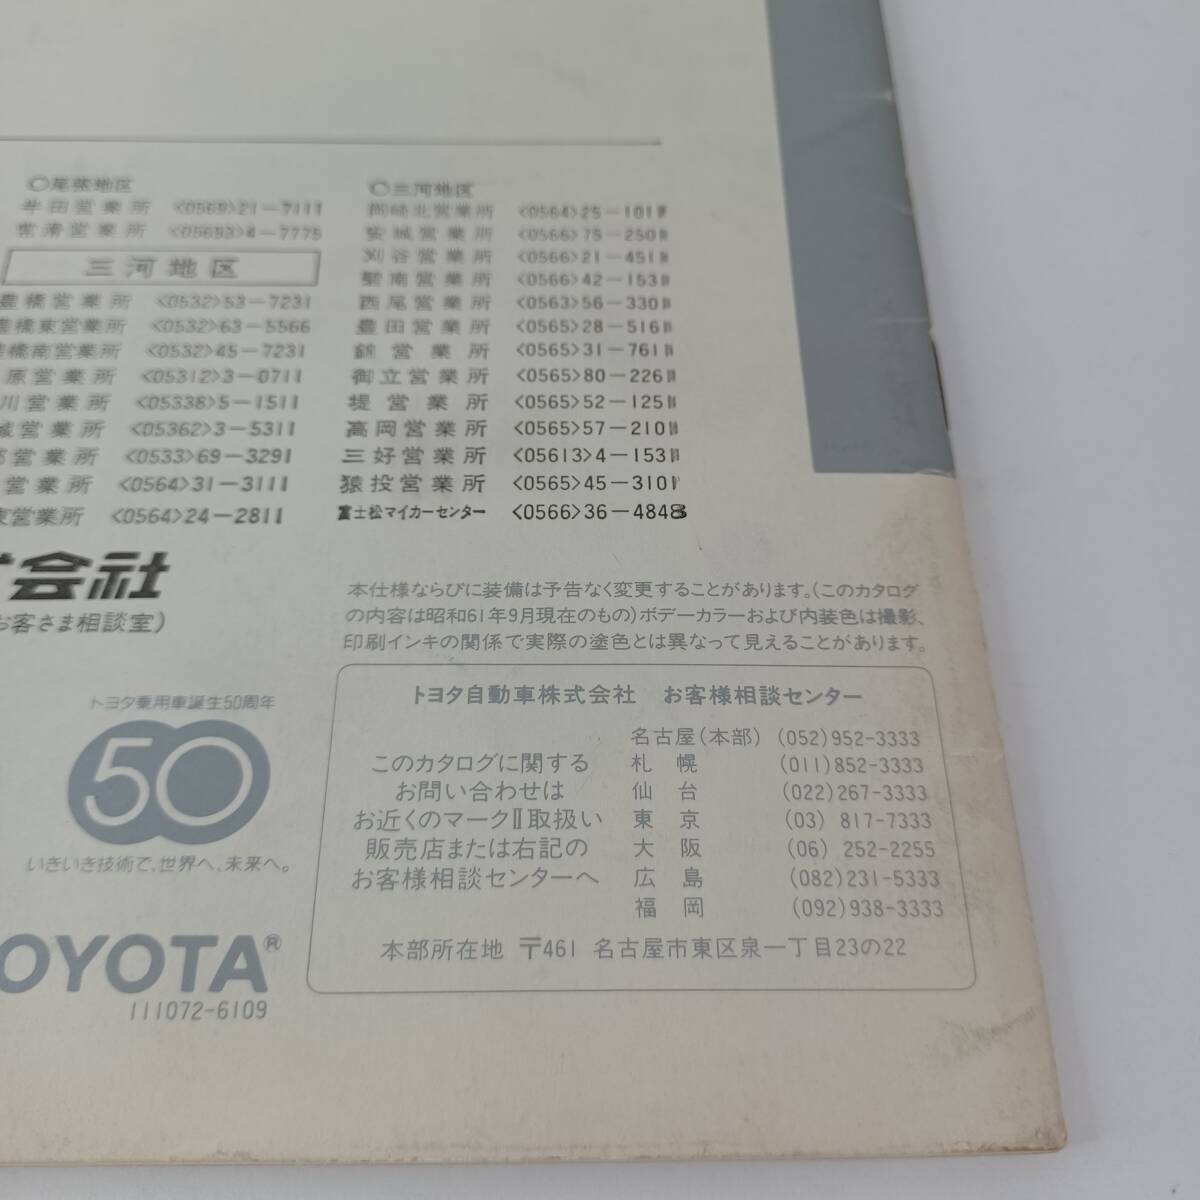 〇尾張地区
半田営業所 <0569>21-7111
常滑営業所 <05693>4-7775
三河地区
豊橋営業所 <0532>53-7231
豊橋東営業所 <0532>63-5566
豊橋南営業所 <0532>45-7231
原営業所 <05312>3-0711
川営業所 <05338>5-1511
城営業所 <05362>3-5311
営業所 <0533>69-3291
営業所 <0564>31-3111
東営業所 <0564>24-2811
〇三河地区
岡崎北営業所 <0564>25-101
安城営業所 <0566>75-250
刈谷営業所 <0566>21-451
碧南営業所 <0566>42-153
西尾営業所 <0563>56-330
豊田営業所 <0565>28-516
錦営業所 <0565>31-761
御立営業所 <0565>80-226
堤営業所 <0565>52-125
高岡営業所 <0565>57-210
三好営業所 <05613>4-153
猿投営業所 <0565>45-310
富士松マイカーセンター <0566>36-4848
会社
お客さま相談室)
トヨタ乗用車誕生50周年
50
いきいき技術で、世界へ、未来へ。
OYOTA®
111072-6109
本仕様ならびに装備は予告なく変更することがあります。(このカタログ
の内容は昭和61年9月現在のもの)ボデーカラーおよび内装色は撮影、
印刷インキの関係で実際の塗色とは異なって見えることがあります。
トヨタ自動車株式会社 お客様相談センター
このカタログに関する
お問い合わせは
お近くのマークⅡ取扱い
販売店または右記の
お客様相談センターへ
名古屋(本部) (052)952-3333
札幌 (011)852-3333
仙台 (022)267-3333
東京 (03) 817-7333
大阪 (06) 252-2255
広島 (082)231-5333
福岡 (092)938-3333
本部所在地 〒461 名古屋市東区泉一丁目23の22